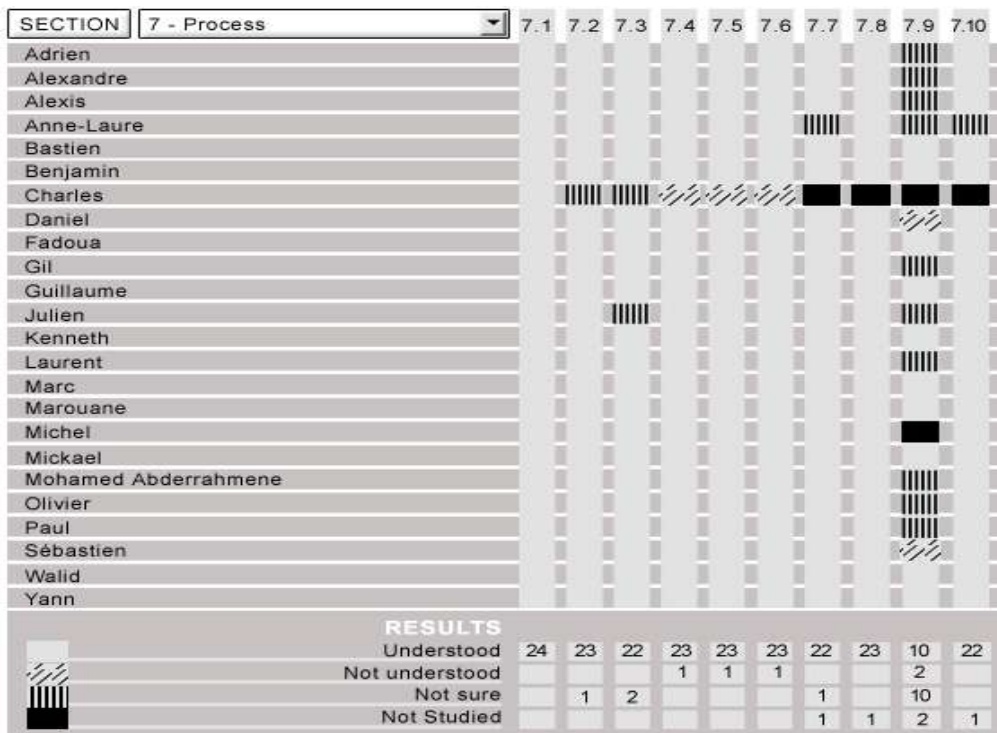 SECTION 7 - Process 7.1 7.2 7.3 7.4 7.5 7.6 7.7 7.8 7.9 7.10
Adrien
Alexandre
Alexis
Anne-Laure
Bastien
Benjamin
Charles
Daniel
Fadoua
Gil
Guillaume
Julien
Kenneth
Laurent
Marc
Marouane
Michel
Mickael
Mohamed Abderrahmene
Olivier
Paul
Sébastien
Walid
Yann
RESULTS
Understood 24 23 22 23 23 23 22 23 10 22
Not understood 1 1 1 2
Not sure 1 2 1 10
Not Studied 1 1 2 1